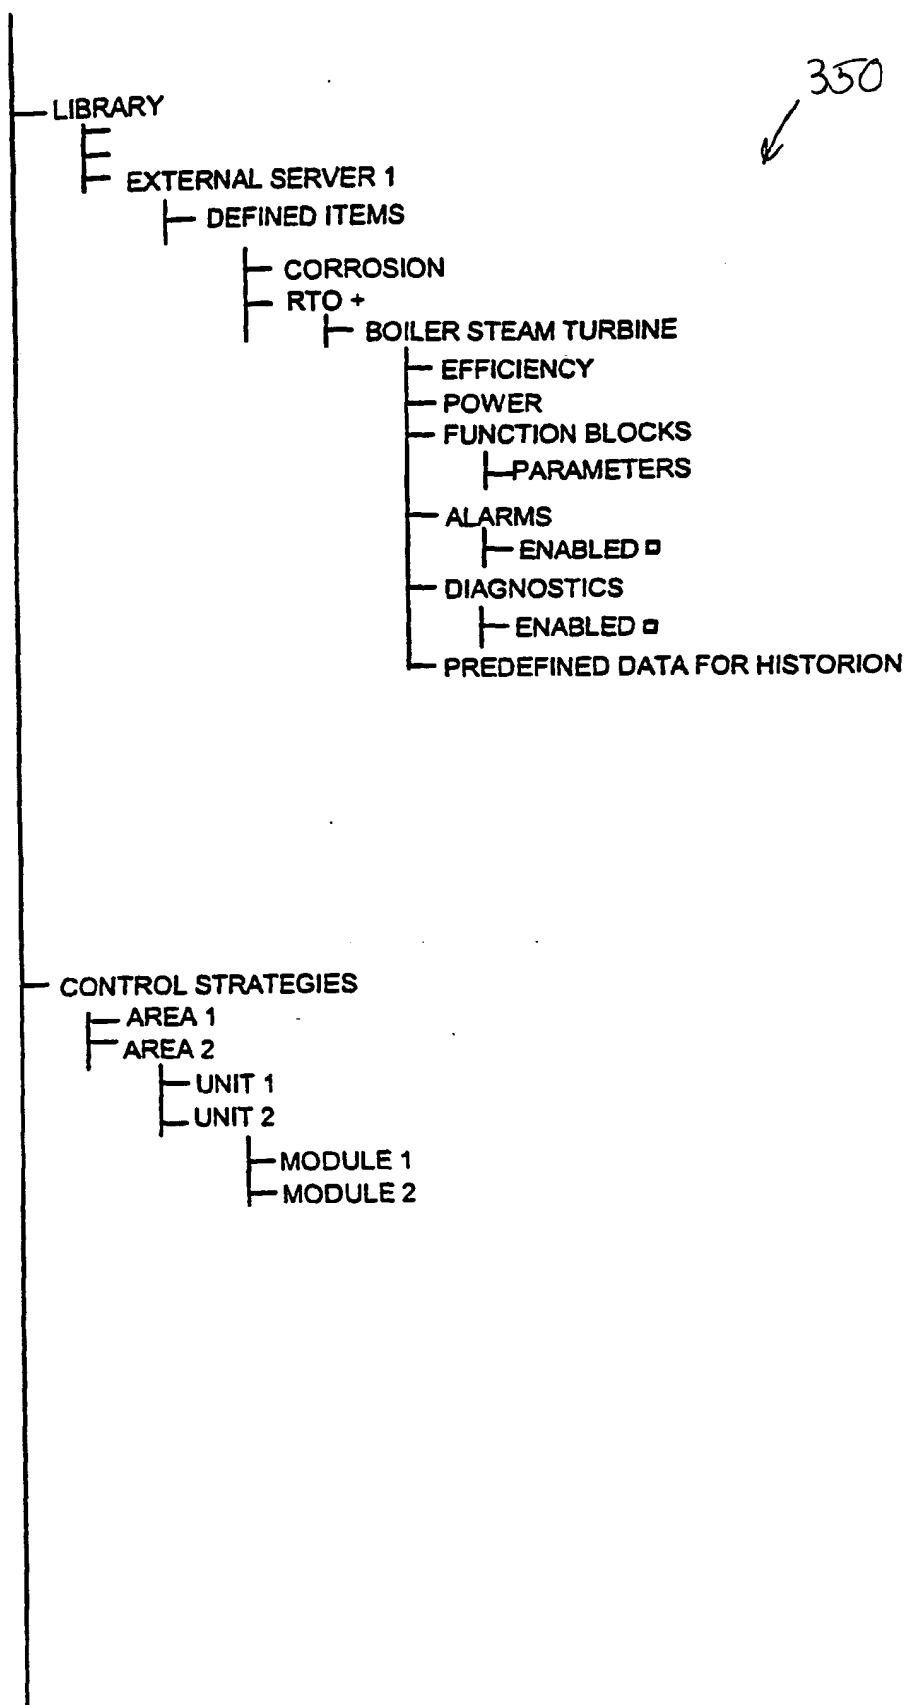 350
LIBRARY
EXTERNAL SERVER 1
DEFINED ITEMS
CORROSION
RTO +
BOILER STEAM TURBINE
EFFICIENCY
POWER
FUNCTION BLOCKS
PARAMETERS
ALARMS
ENABLED
DIAGNOSTICS
ENABLED
PREDEFINED DATA FOR HISTORION
CONTROL STRATEGIES
AREA 1
AREA 2
UNIT 1
UNIT 2
MODULE 1
MODULE 2